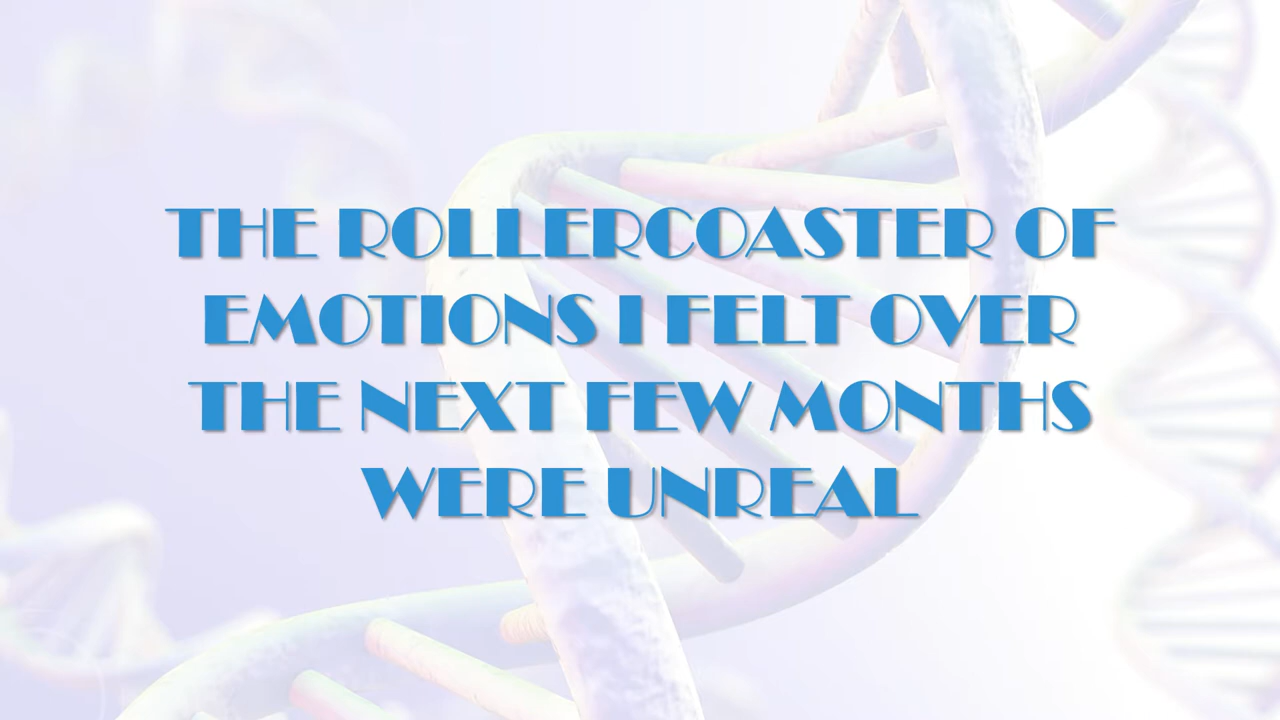 THE ROLLERCOASTER OF
EMOTIONS I FELT OVER
THE NEXT FEW MONTHS
WERE UNREAL